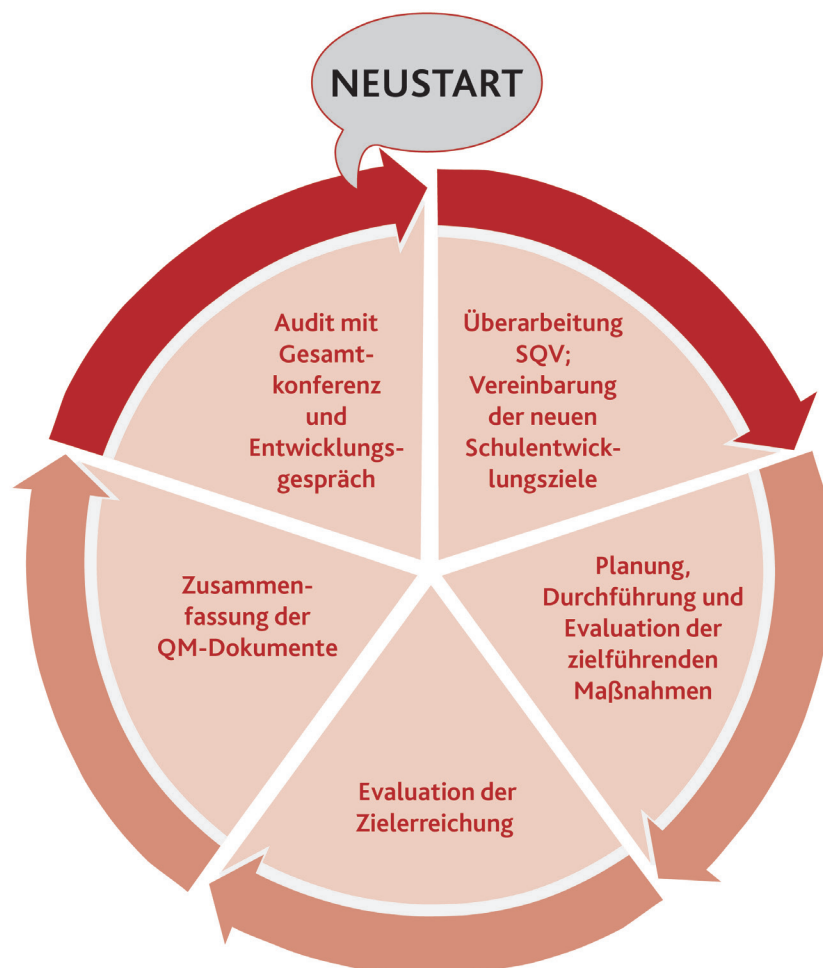 NEUSTART
Überarbeitung
SQV;
Vereinbarung
der neuen
Schulentwick-
lungsziele
Planung,
Durchführung und
Evaluation der
zielführenden
Maßnahmen
Evaluation der
Zielerreichung
Zusammen-
fassung der
QM-Dokumente
Audit mit
Gesamt-
konferenz
und
Entwicklungs-
gespräch